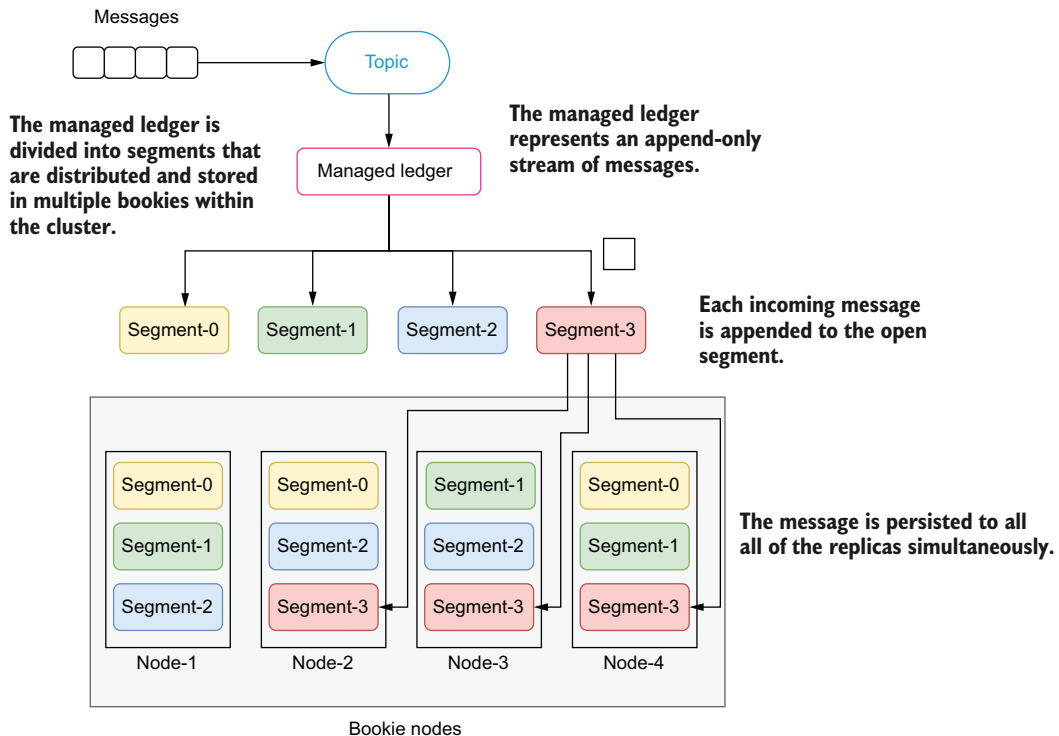 Messages
Topic
The managed ledger is
divided into segments that
are distributed and stored
in multiple bookies within
the cluster.
The managed ledger
represents an append-only
stream of messages.
Managed ledger
Segment-0
Segment-1
Segment-2
Segment-3
Each incoming message
is appended to the open
segment.
Segment-0
Segment-1
Segment-2
Node-1
Segment-0
Segment-2
Segment-3
Node-2
Segment-1
Segment-2
Segment-3
Node-3
Segment-0
Segment-1
Segment-3
Node-4
The message is persisted to all
all of the replicas simultaneously.
Bookie nodes